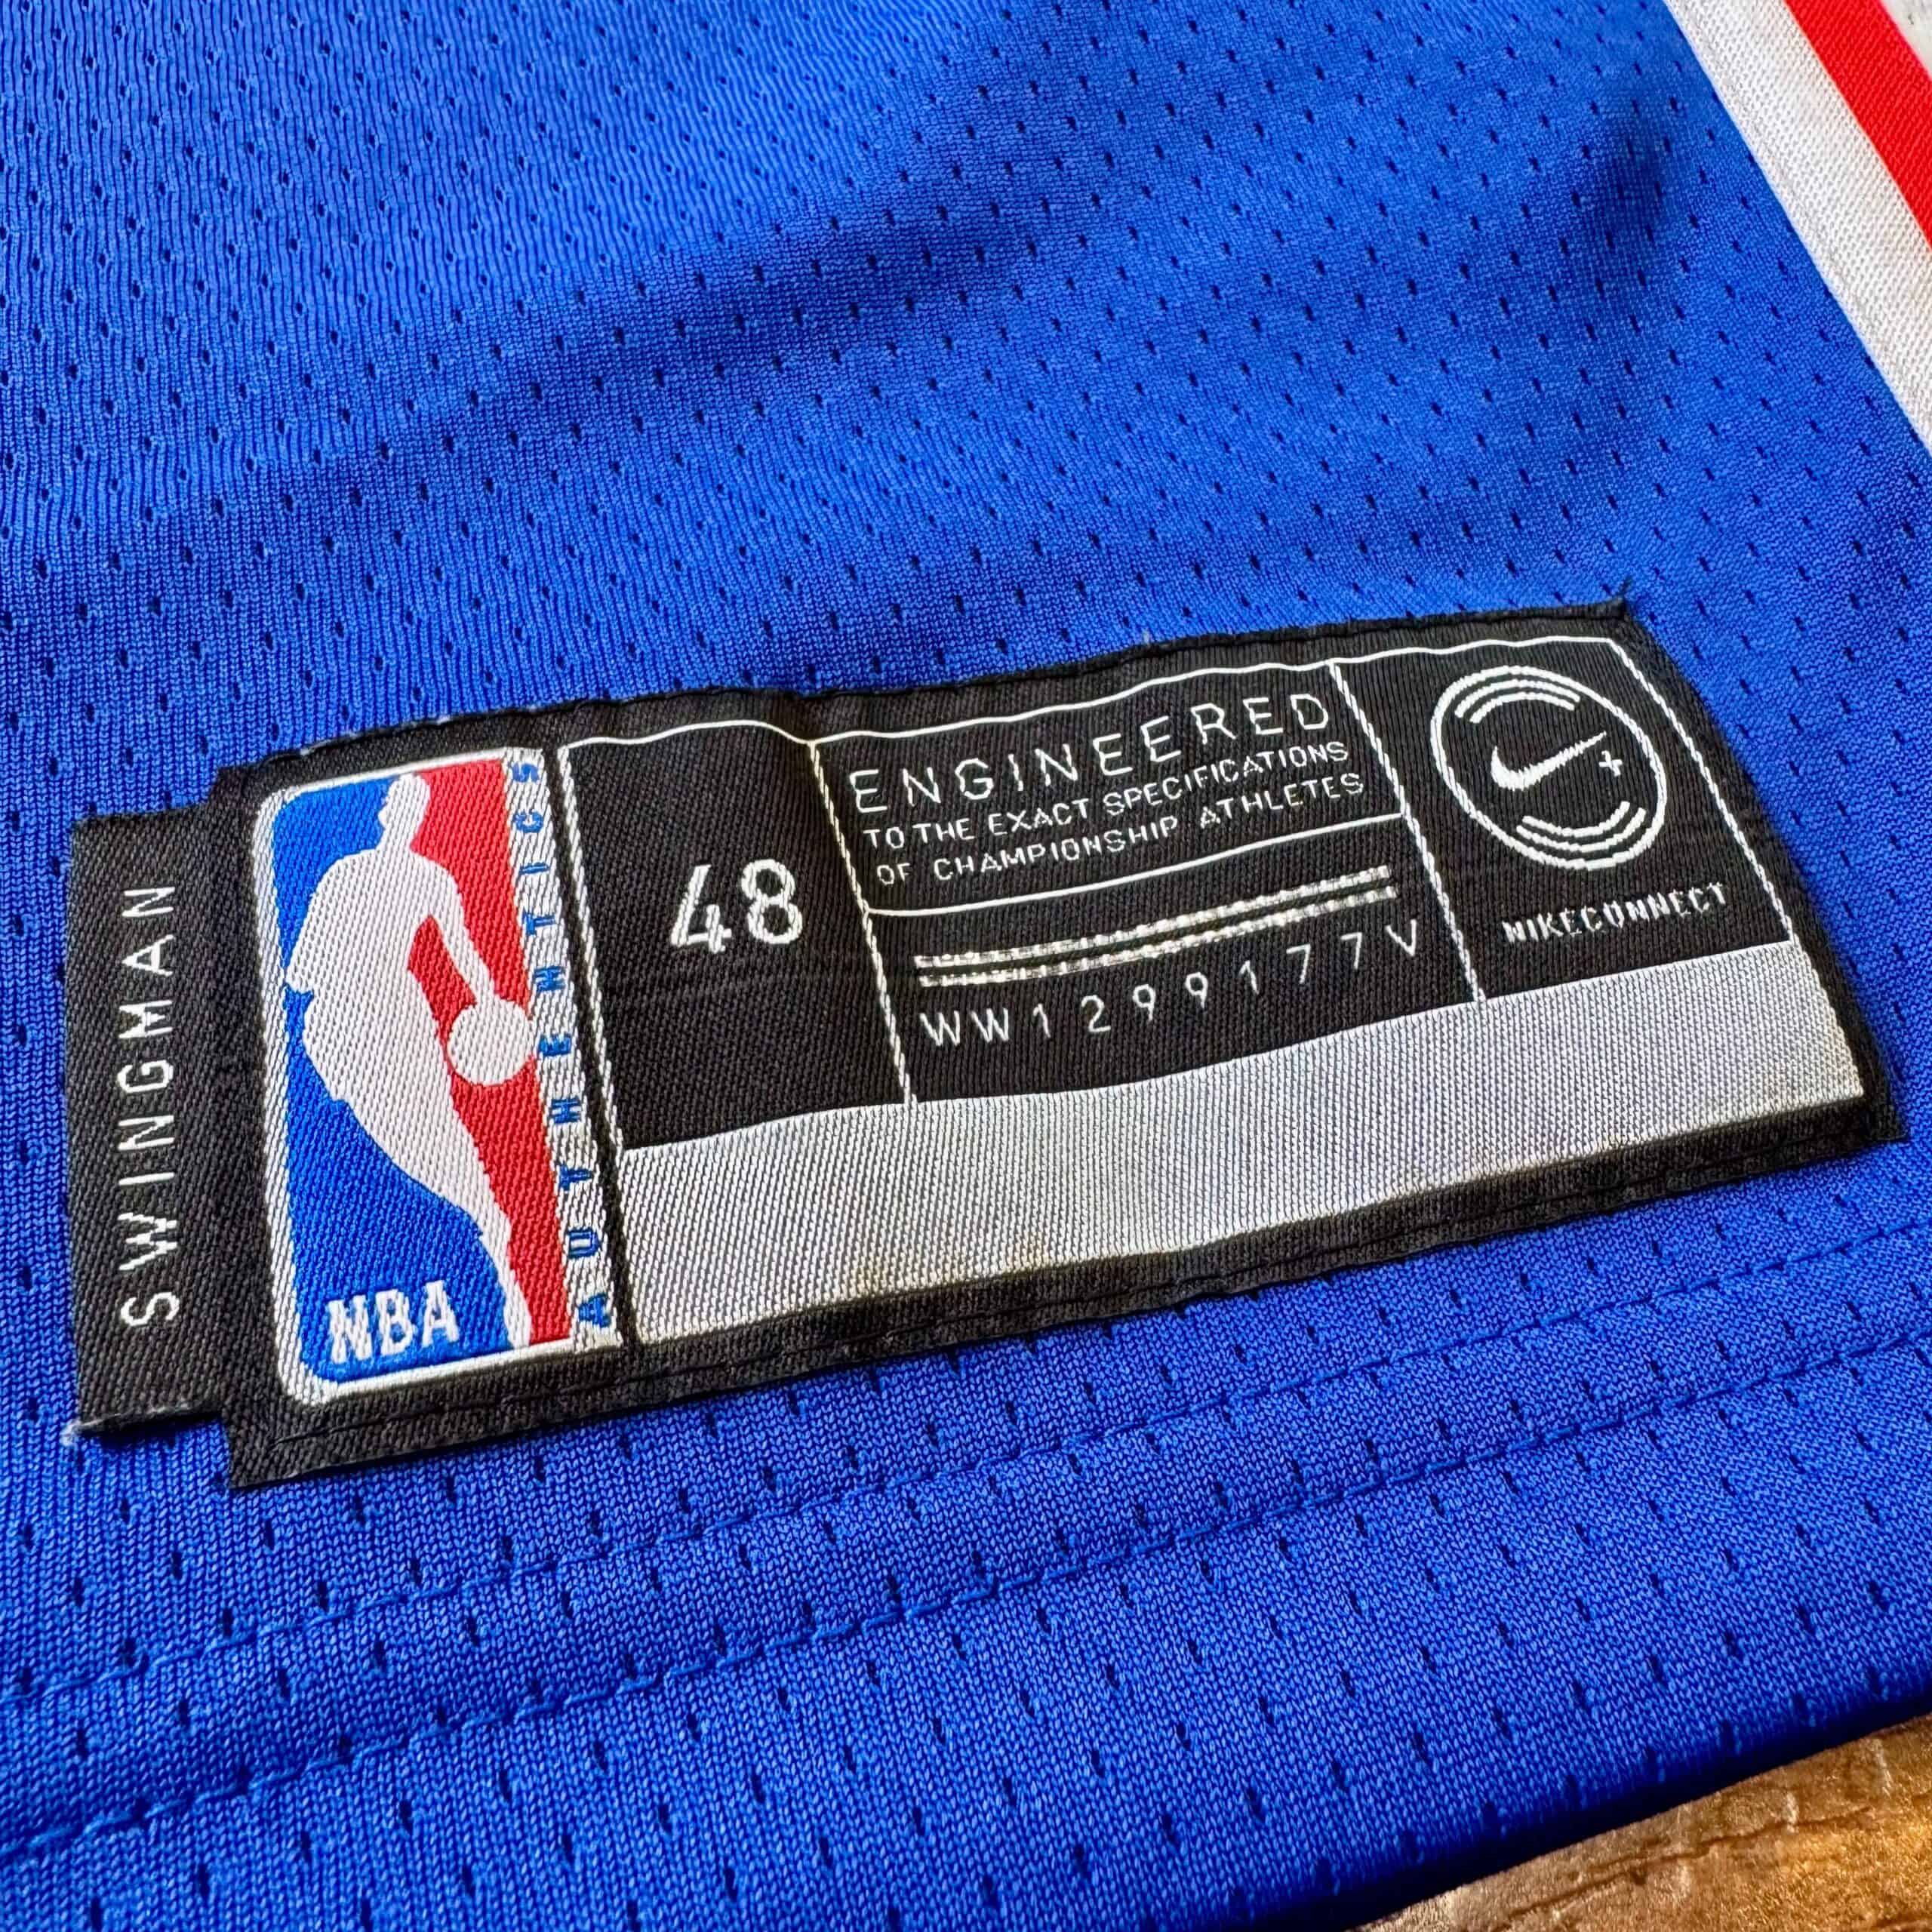 SWINGMAN
NBA
AUTHENTICS
48
ENGINEERED
TO THE EXACT SPECIFICATIONS
OF CHAMPIONSHIP ATHLETES
WW1299177V
NIKECONNECT